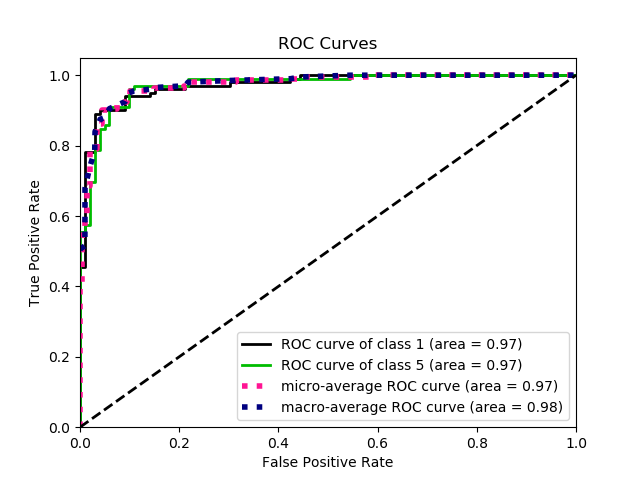 ROC Curves
True Positive Rate
1.0
0.8
0.6
0.4
0.2
0.0
ROC curve of class 1 (area = 0.97)
ROC curve of class 5 (area = 0.97)
micro-average ROC curve (area = 0.97)
macro-average ROC curve (area = 0.98)
0.0 0.2 0.4 0.6 0.8 1.0
False Positive Rate